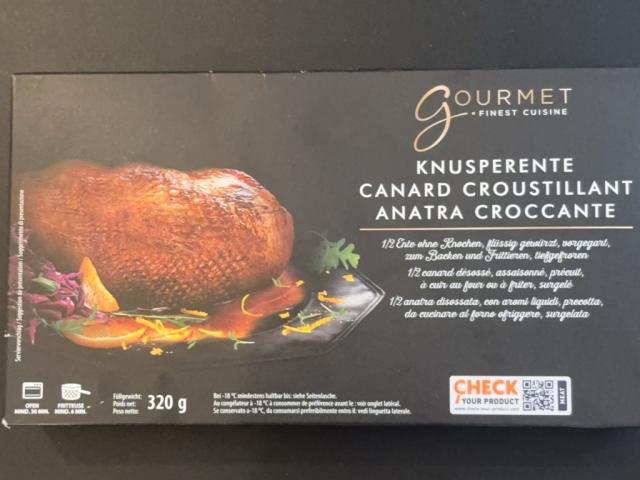 GOURMET
FINEST CUISINE
KNUSPERENTE
CANARD CROUSTILLANT
ANATRA CROCCANTE
1/2 Ente ohne Knochen, flüssig gewürzt, vorgegart,
zum Backen und Frittieren, tiefgefroren
1/2 canard désossé, assaisonné, précuit,
à cuir au four ou à friter, surgelé
1/2 anatra disossata, con aromi liquidi, precotta,
da cucinare al forno ofriggere, surgelata
Serviervorschlag / Suggestion de présentation / Suggerimento di presentazione
OFEN
MIND. 30 MIN.
FRITTEUSE
MIND. 6 MIN.
Füllgewicht:
Poids net:
Peso netto:
320 g
Bei -18 °C mindestens haltbar bis: siehe Seitenlasche.
Au congélateur à -18 °C à consommer de préférence avant le : voir onglet latéral.
Se conservato a-18 °C, da consumarsi preferibilmente entro il: vedi linguetta laterale.
CHECK
YOUR PRODUCT
www.check-your-product.com
MEAT